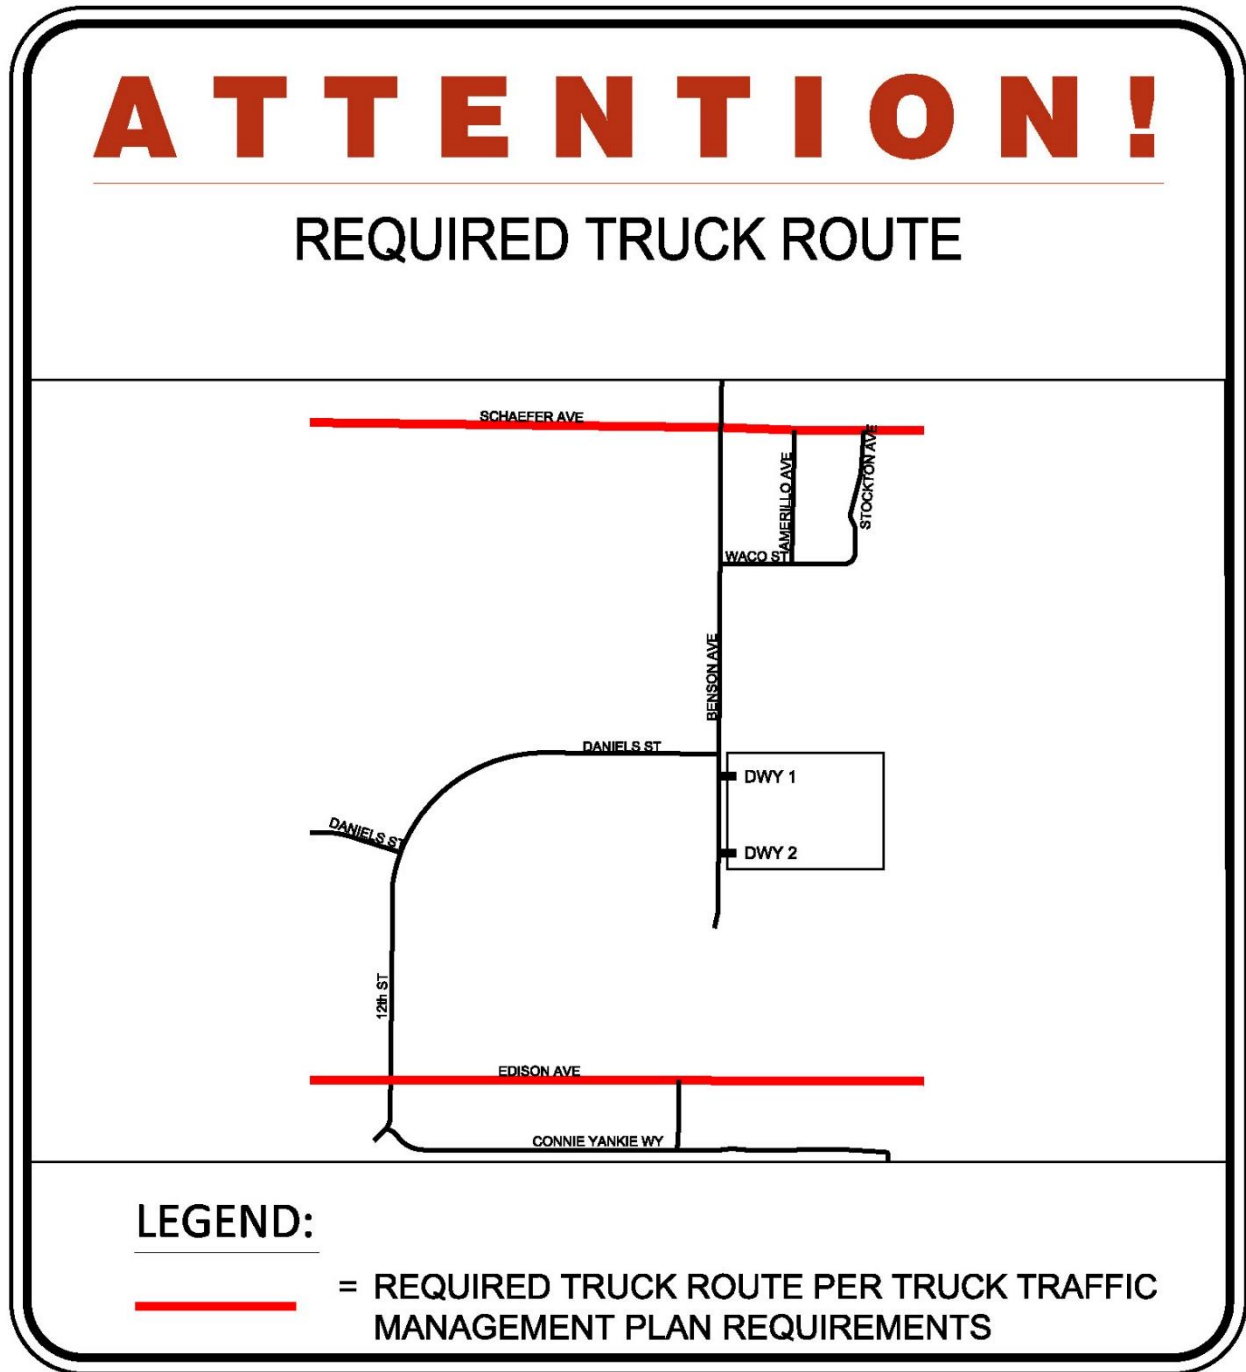 ATTENTION!
REQUIRED TRUCK ROUTE
SCHAEFER AVE
AMERILLO AVE
STOCKTON AVE
WACO ST
BENSON AVE
DANIELS ST
DWY 1
DANIELS ST
DWY 2
12th ST
EDISON AVE
CONNIE YANKIE WY
LEGEND:
= REQUIRED TRUCK ROUTE PER TRUCK TRAFFIC
MANAGEMENT PLAN REQUIREMENTS